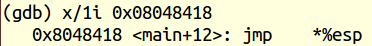 (gdb) x/1i 0x08048418
0x8048418 <main+12>: jmp *%esp